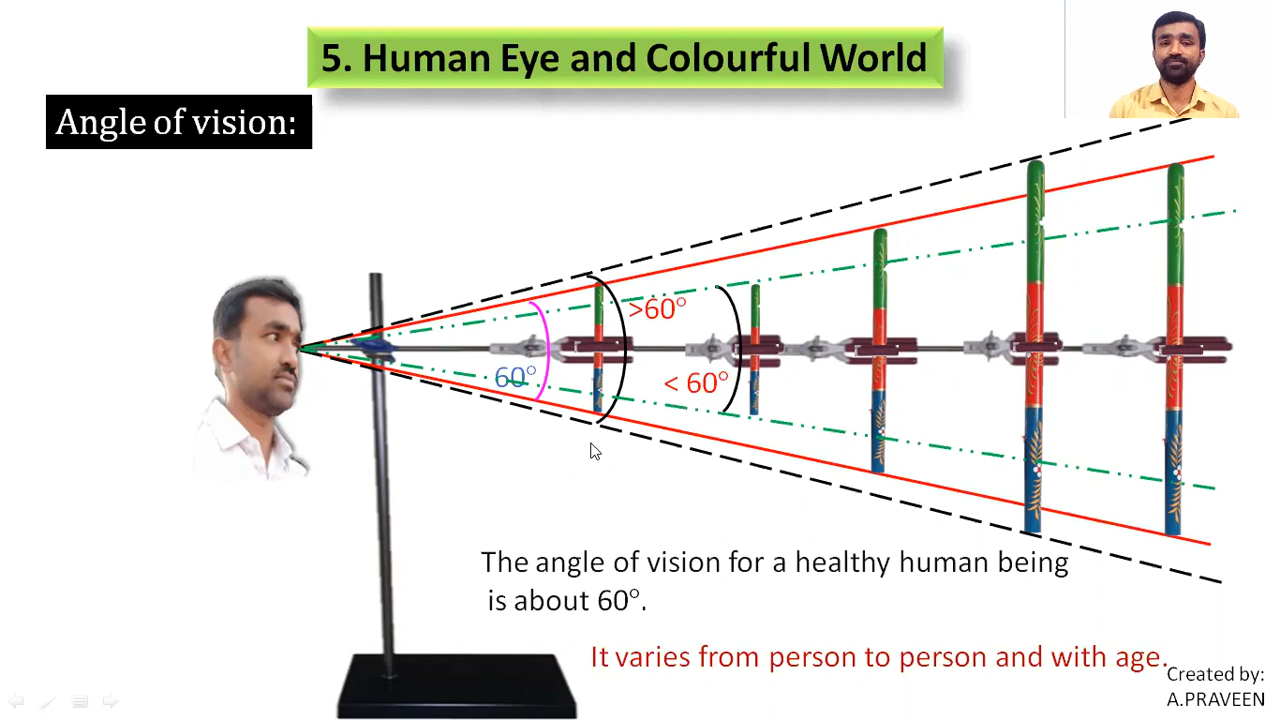 5. Human Eye and Colourful World
Angle of vision:
>60°
60°
< 60°
The angle of vision for a healthy human being
is about 60°.
It varies from person to person and with age.
Created by:
A.PRAVEEN